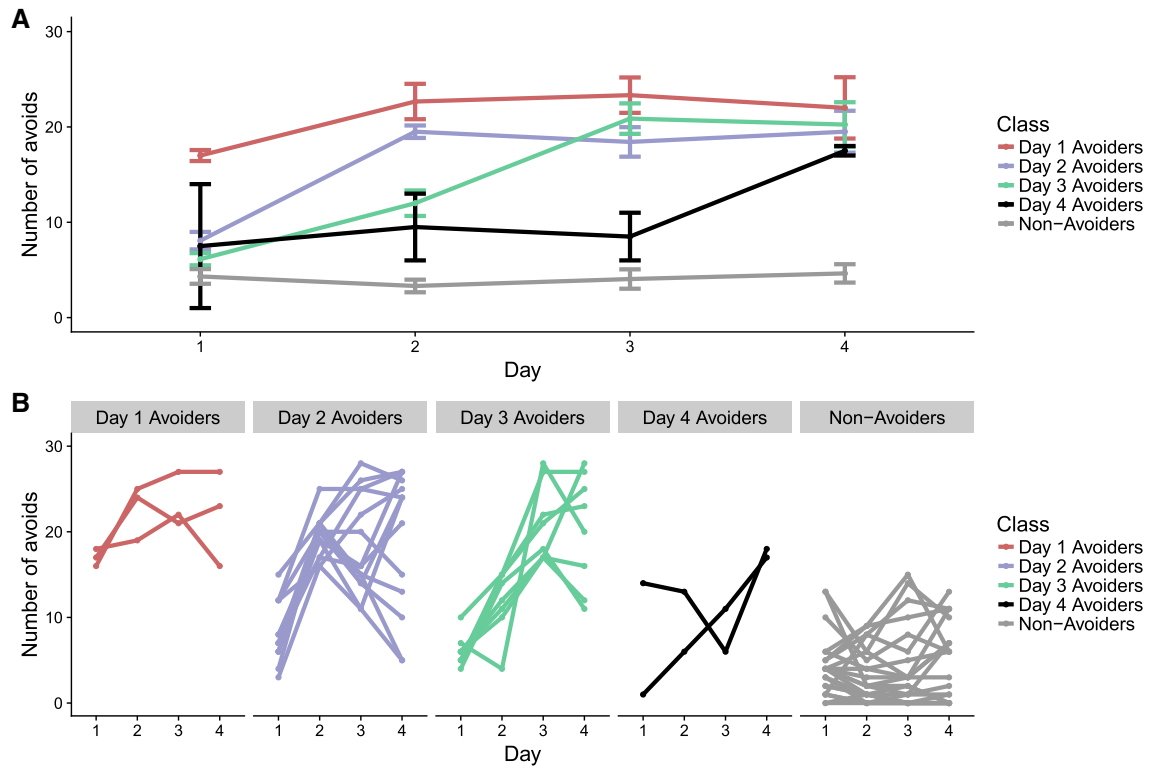 A
Number of avoids
30
20
10
0
1 2 3 4
Day
Class
Day 1 Avoiders
Day 2 Avoiders
Day 3 Avoiders
Day 4 Avoiders
Non−Avoiders
B
Day 1 Avoiders Day 2 Avoiders Day 3 Avoiders Day 4 Avoiders Non−Avoiders
Number of avoids
30
20
10
0
1 2 3 4 1 2 3 4 1 2 3 4 1 2 3 4 1 2 3 4
Day
Class
Day 1 Avoiders
Day 2 Avoiders
Day 3 Avoiders
Day 4 Avoiders
Non−Avoiders